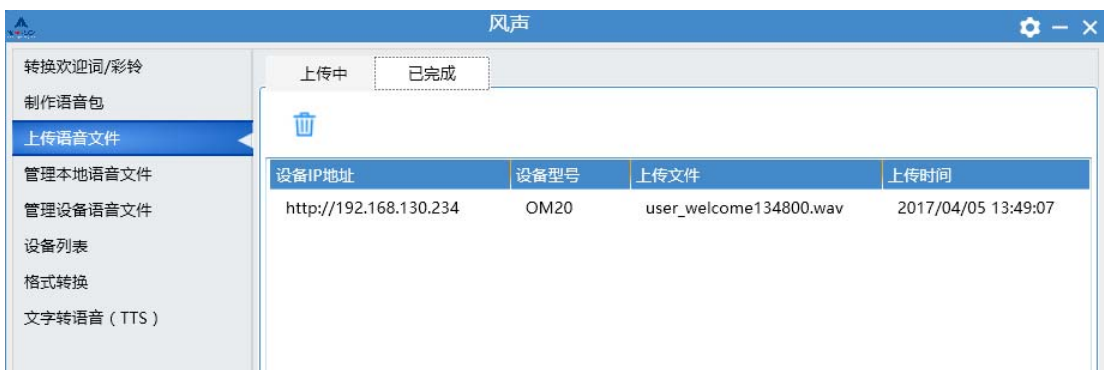 风声
转换欢迎词/彩铃
制作语音包
上传语音文件
管理本地语音文件
管理设备语音文件
设备列表
格式转换
文字转语音（TTS）
上传中 已完成
设备IP地址 设备型号 上传文件 上传时间
http://192.168.130.234 OM20 user_welcome134800.wav 2017/04/05 13:49:07